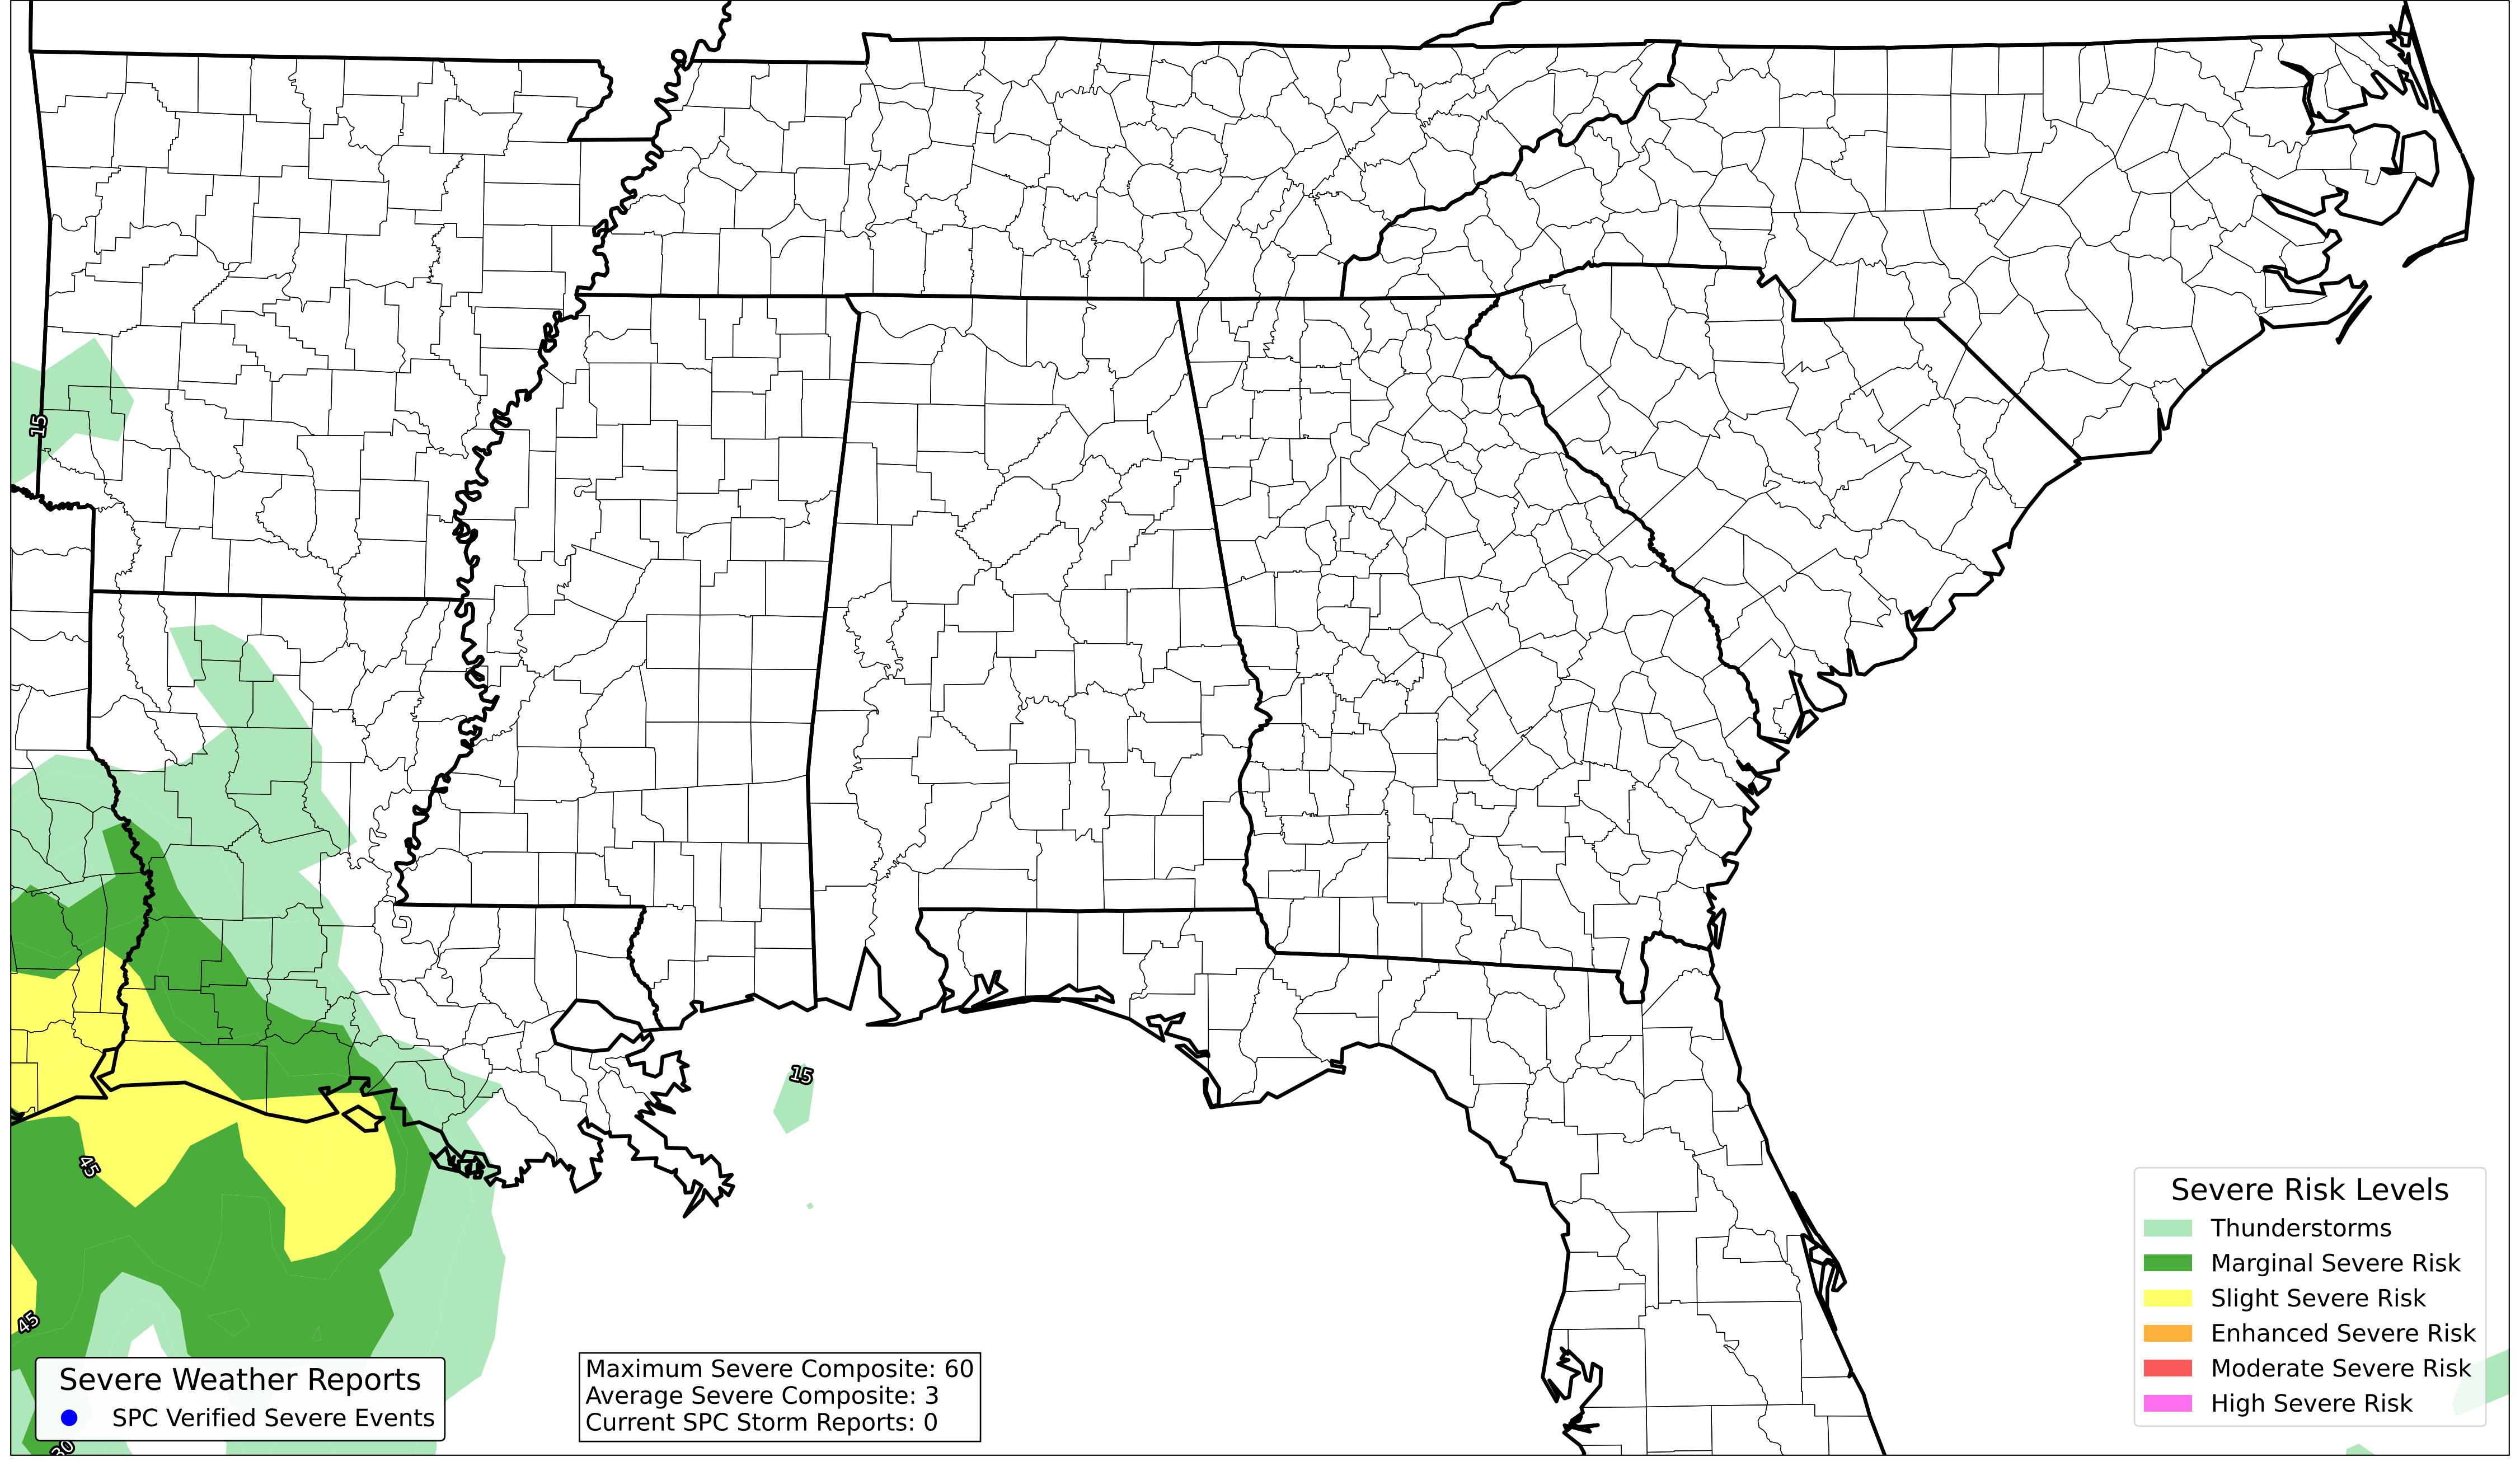 15
15
45
45
30
Severe Weather Reports
SPC Verified Severe Events
Maximum Severe Composite: 60
Average Severe Composite: 3
Current SPC Storm Reports: 0
Severe Risk Levels
Thunderstorms
Marginal Severe Risk
Slight Severe Risk
Enhanced Severe Risk
Moderate Severe Risk
High Severe Risk